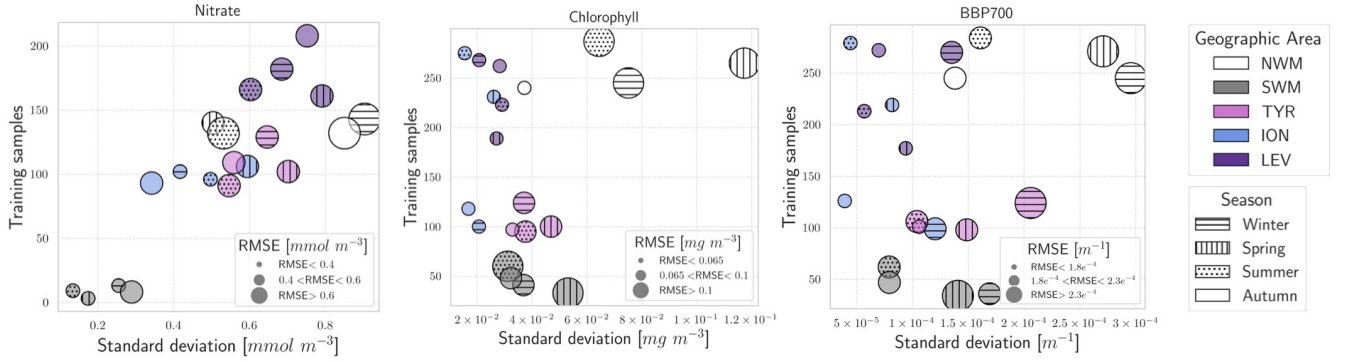 Nitrate
Training samples
200
150
100
50
0
0.2 0.4 0.6 0.8
Standard deviation [mmol m⁻³]
RMSE [mmol m⁻³]
RMSE< 0.4
0.4 <RMSE< 0.6
RMSE> 0.6
Chlorophyll
Training samples
250
200
150
100
50
2 × 10⁻² 4 × 10⁻² 6 × 10⁻² 8 × 10⁻² 1 × 10⁻¹ 1.2 × 10⁻¹
Standard deviation [mg m⁻³]
RMSE [mg m⁻³]
RMSE< 0.065
0.065 <RMSE< 0.1
RMSE> 0.1
BBP700
Training samples
250
200
150
100
50
5 × 10⁻⁵ 1 × 10⁻⁴ 1.5 × 10⁻⁴ 2 × 10⁻⁴ 2.5 × 10⁻⁴ 3 × 10⁻⁴
Standard deviation [m⁻¹]
RMSE [m⁻¹]
RMSE< 1.8e⁻⁴
1.8e⁻⁴ <RMSE< 2.3e⁻⁴
RMSE> 2.3e⁻⁴
Geographic Area
NWM
SWM
TYR
ION
LEV
Season
Winter
Spring
Summer
Autumn